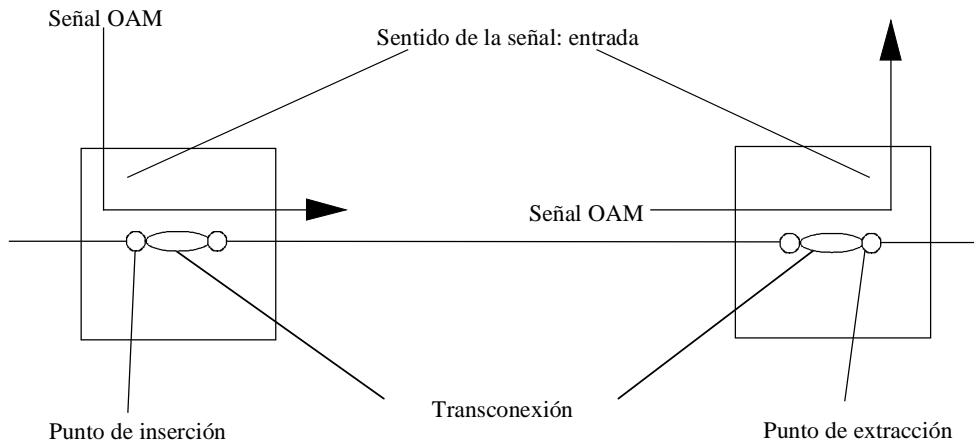 Señal OAM
Sentido de la señal: entrada
Señal OAM
Transconexión
Punto de inserción
Punto de extracción